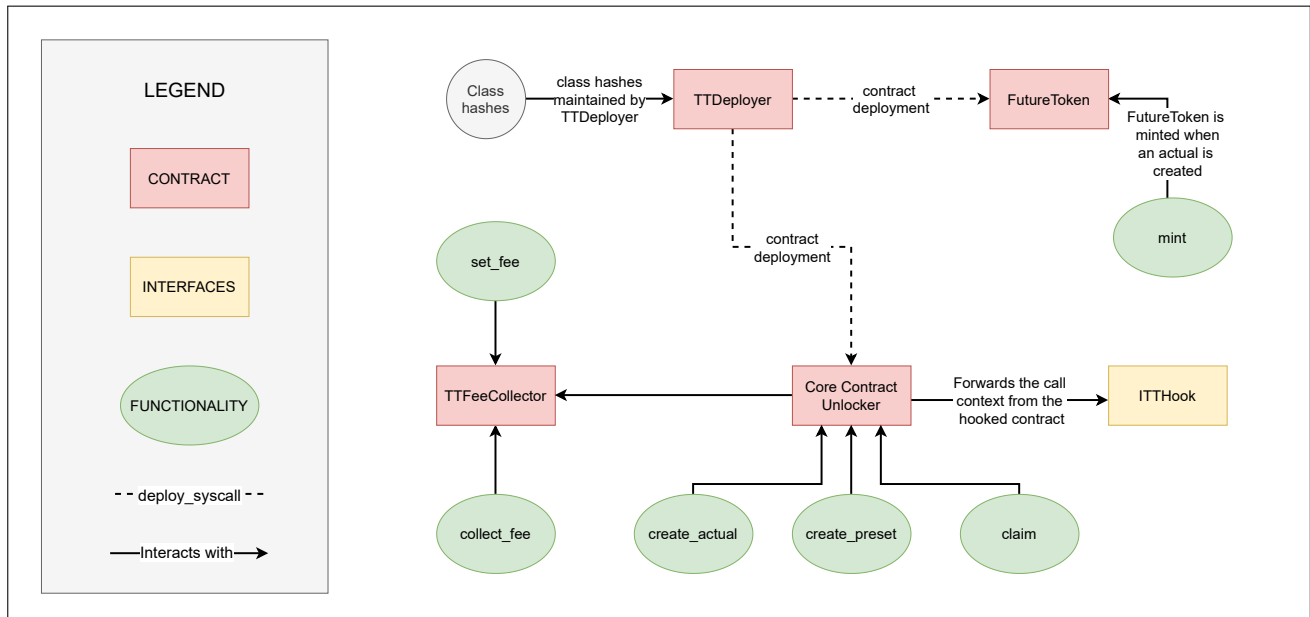 LEGEND
CONTRACT
INTERFACES
FUNCTIONALITY
deploy_syscall
Interacts with
Class
hashes
class hashes
maintained by
TTDeployer
TTDeployer
contract
deployment
FutureToken
FutureToken is
minted when
an actual is
created
mint
contract
deployment
set_fee
TTFeeCollector
collect_fee
Core Contract
Unlocker
Forwards the call
context from the
hooked contract
ITTHook
create_actual
create_preset
claim